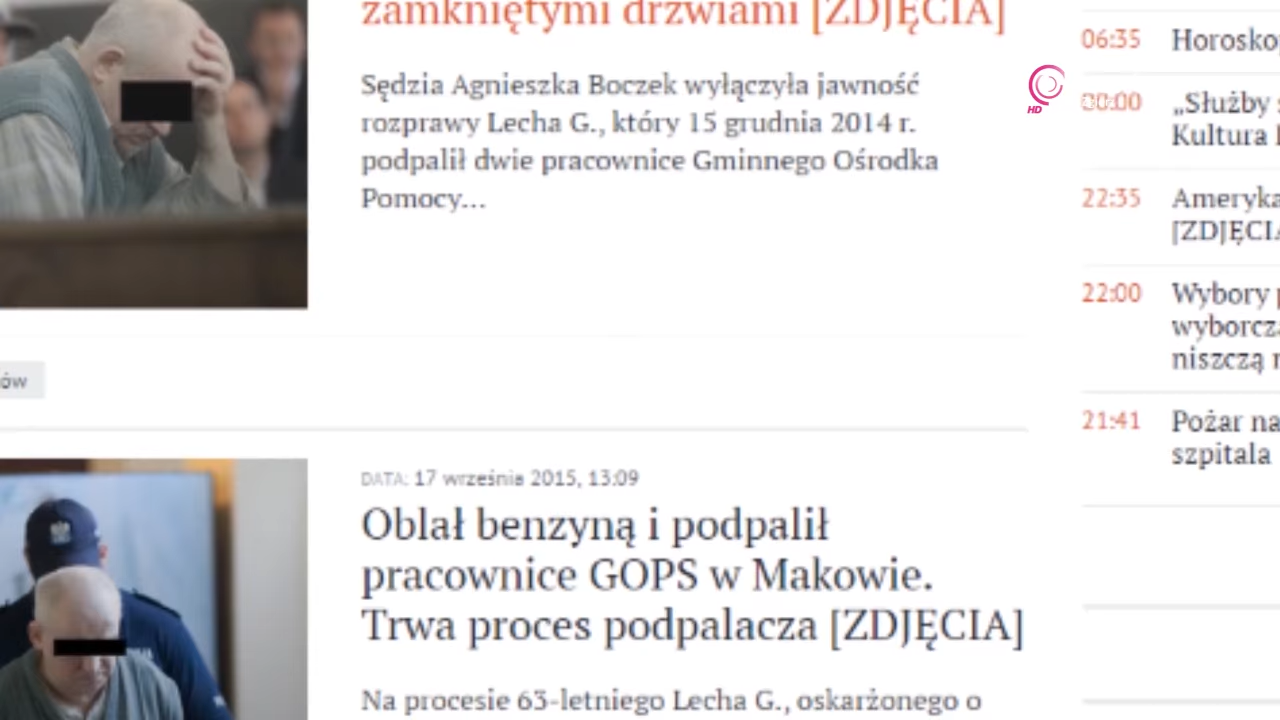 zamkniętymi drzwiami [ZDJĘCIA]
Sędzia Agnieszka Boczek wyłączyła jawność
rozprawy Lecha G., który 15 grudnia 2014 r.
podpalił dwie pracownice Gminnego Ośrodka
Pomocy...
ów
DATA: 17 września 2015, 13:09
Oblał benzyną i podpalił
pracownice GOPS w Makowie.
Trwa proces podpalacza [ZDJĘCIA]
Na procesie 63-letniego Lecha G., oskarżonego o
HD
06:35 Horosko
„Służby
Kultura
22:35 Ameryka
[ZDJĘCIA
22:00 Wybory
wyborcz
niszczą
21:41 Pożar na
szpitala